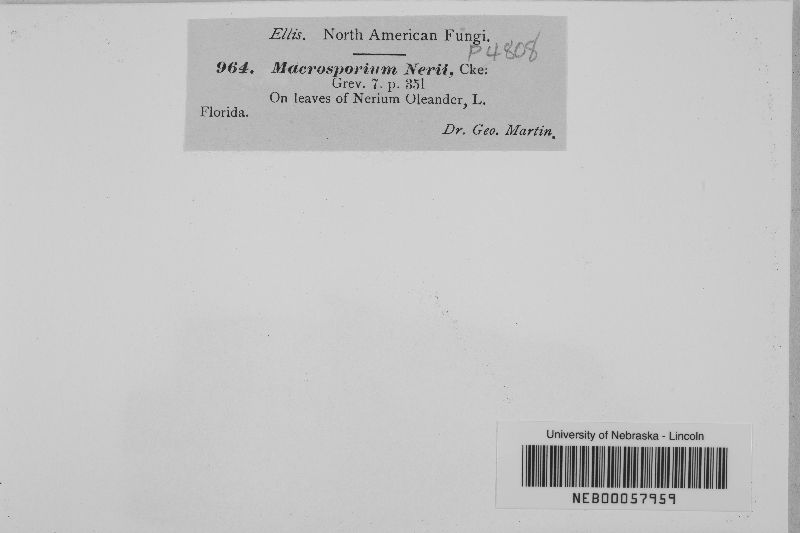 Ellis. North American Fungi.
P4808
964. Macrosporium Nerii, Cke:
Grev. 7. p. 351
On leaves of Nerium Oleander, L.
Florida.
Dr. Geo. Martin.
University of Nebraska - Lincoln
NEB00057959